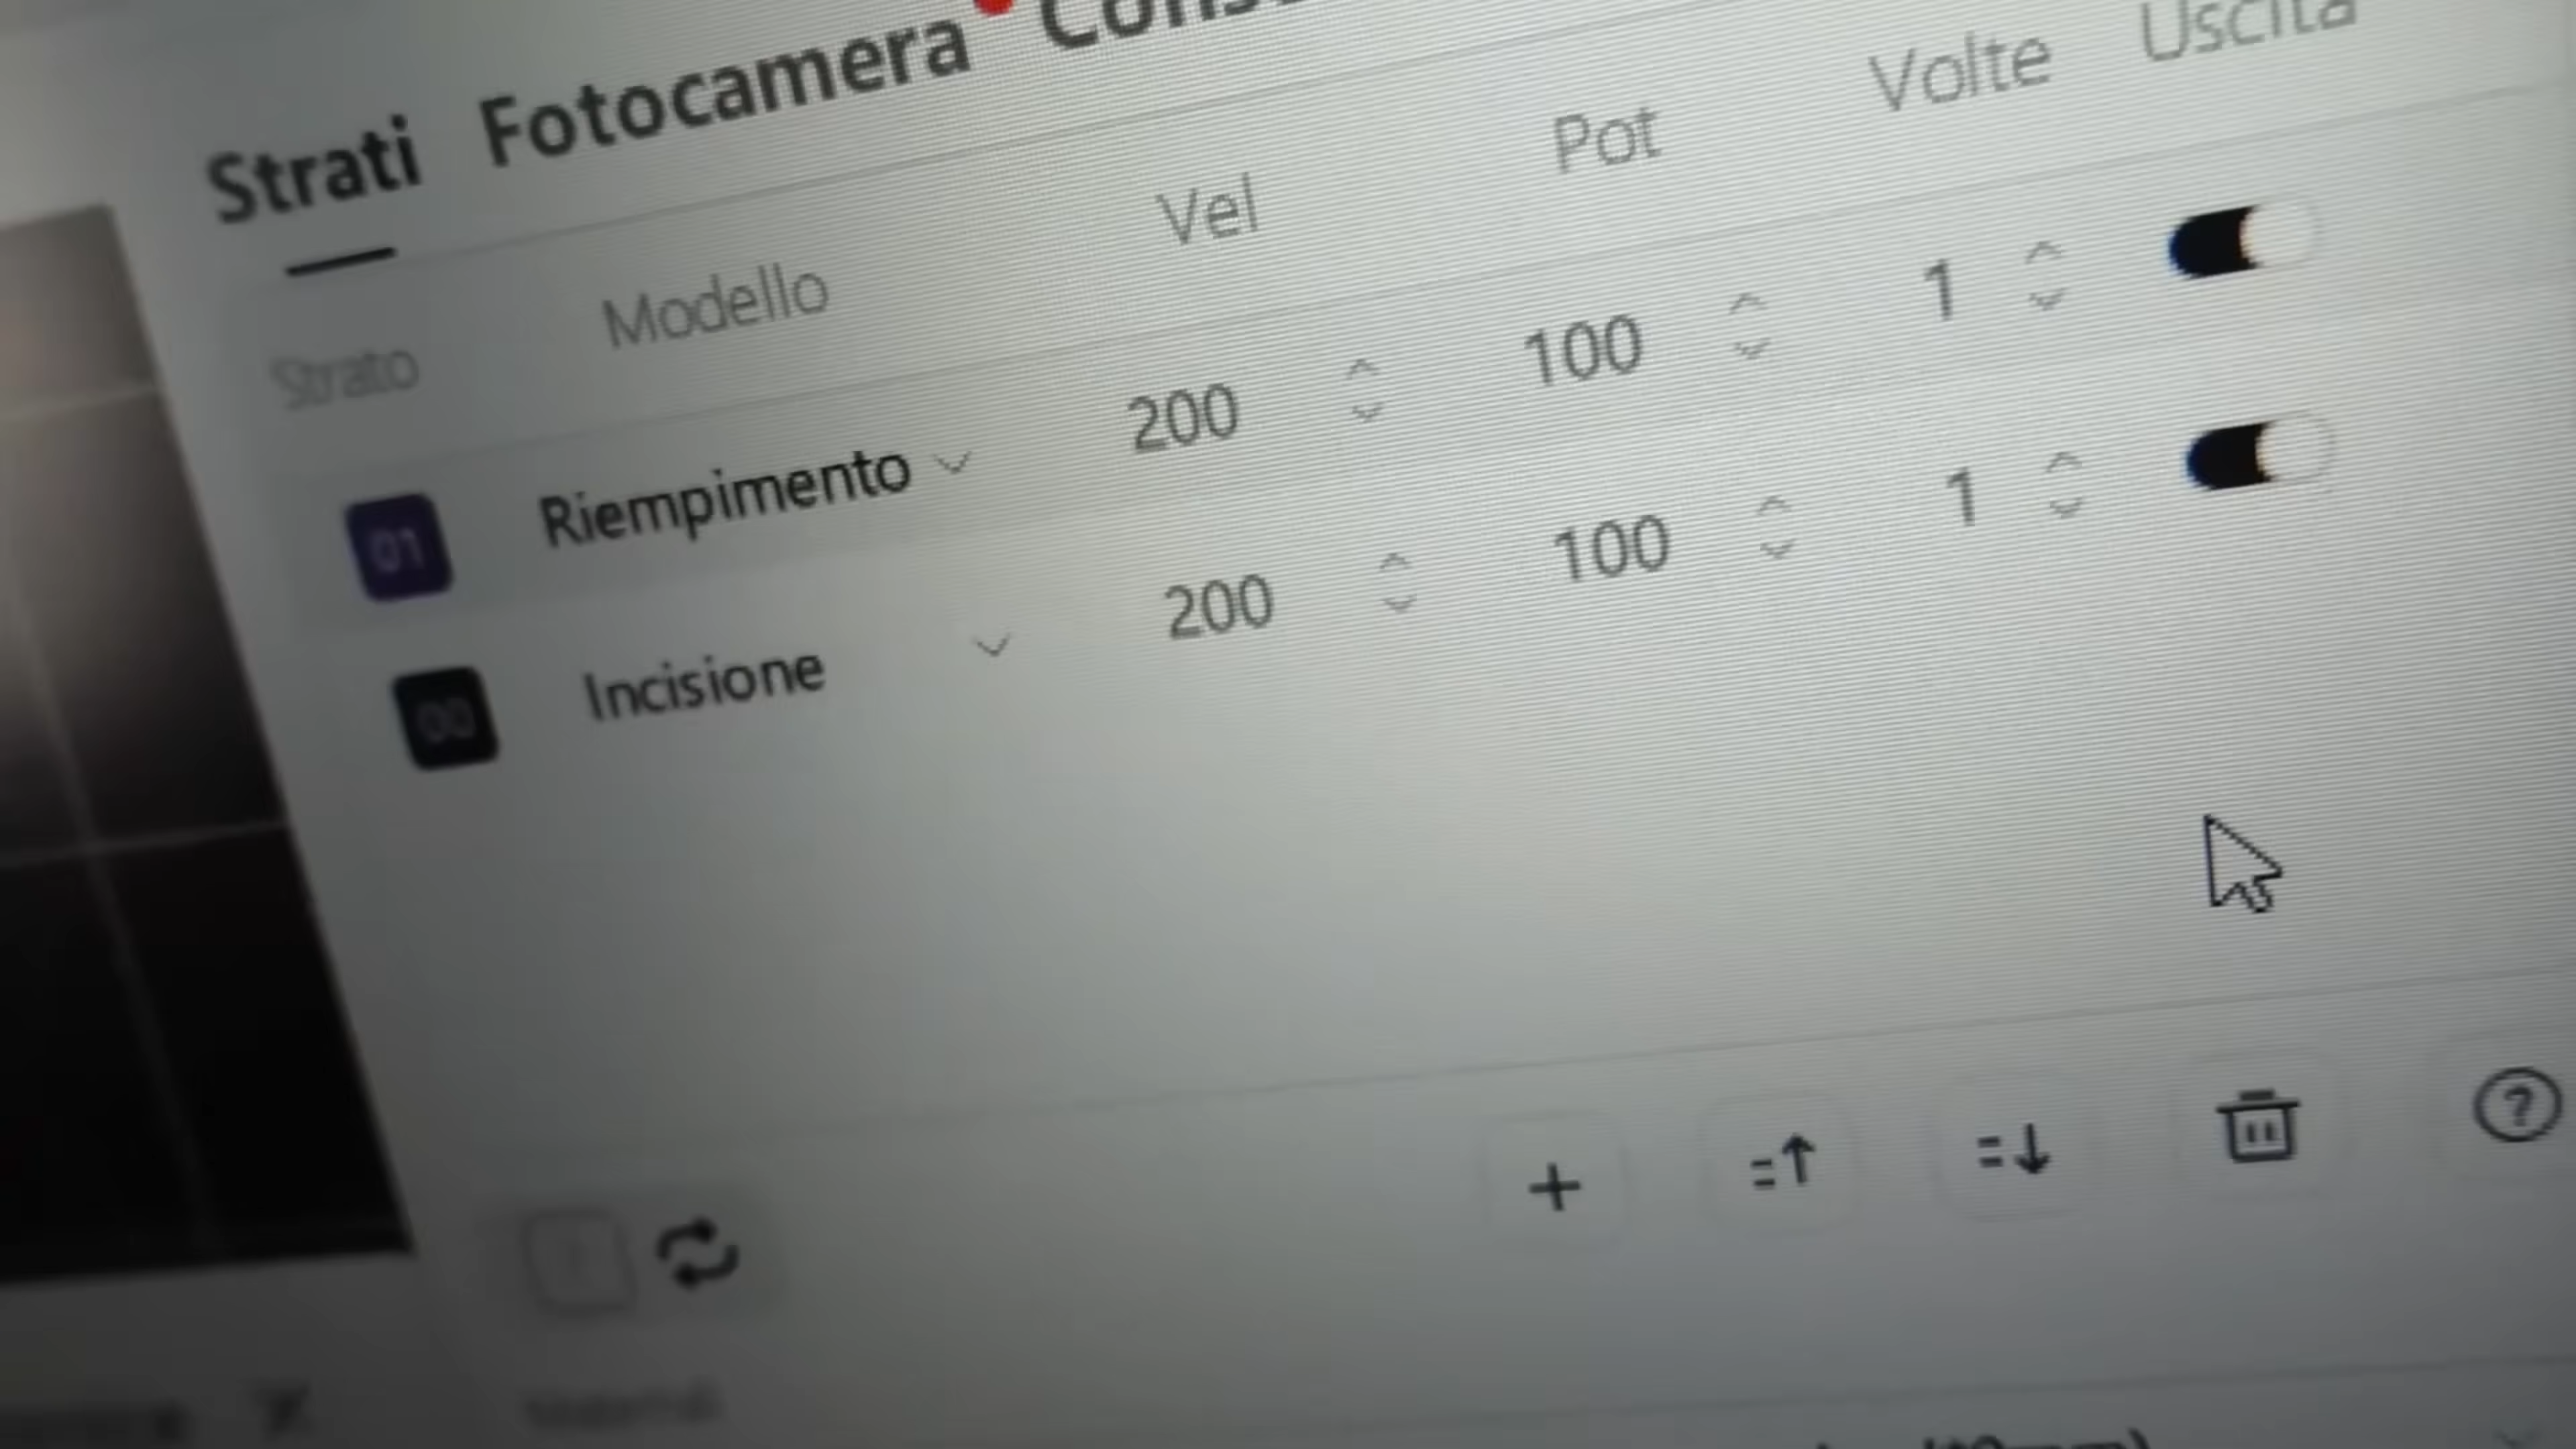 Strati Fotocamera
Strato Modello Vel Pot Volte Uscita
01 Riempimento 200 100 1
00 Incisione 200 100 1